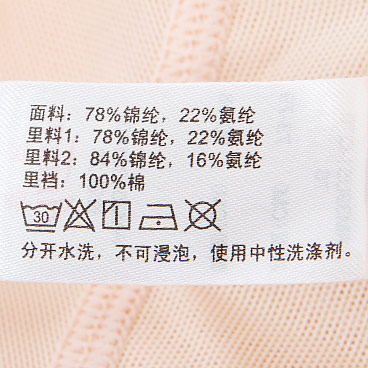 面料：78%锦纶，22%氨纶
里料1：78%锦纶，22%氨纶
里料2：84%锦纶，16%氨纶
里裆：100%棉
30
分开水洗，不可浸泡，使用中性洗涤剂。